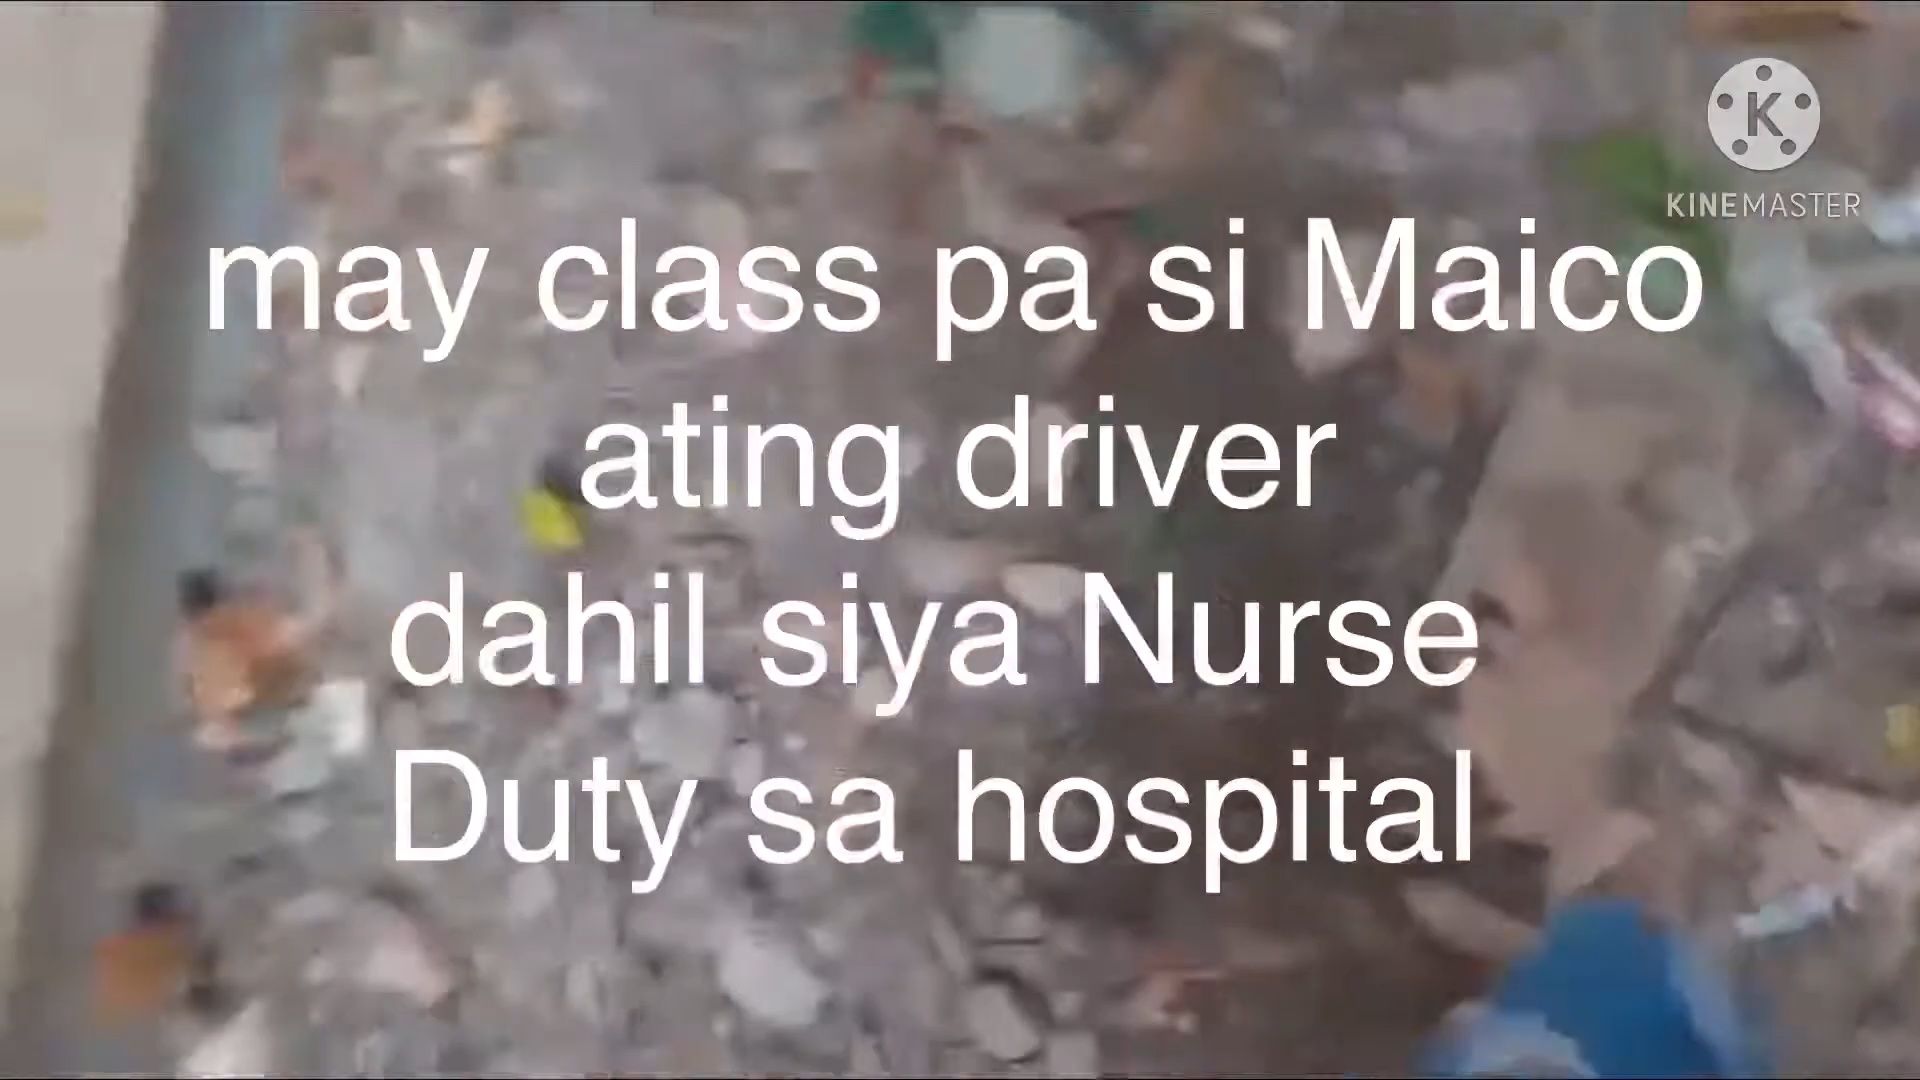 K
KINEMASTER
may class pa si Maico
ating driver
dahil siya Nurse
Duty sa hospital